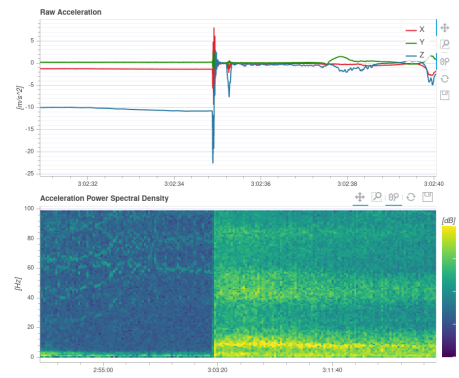 Raw Acceleration
X
Y
Z
[m/s^2]
5
0
-5
-10
-15
-20
-25
3:02:32
3:02:34
3:02:36
3:02:38
3:02:40
Acceleration Power Spectral Density
[dB]
[Hz]
100
80
60
40
20
0
2:55:00
3:03:20
3:11:40